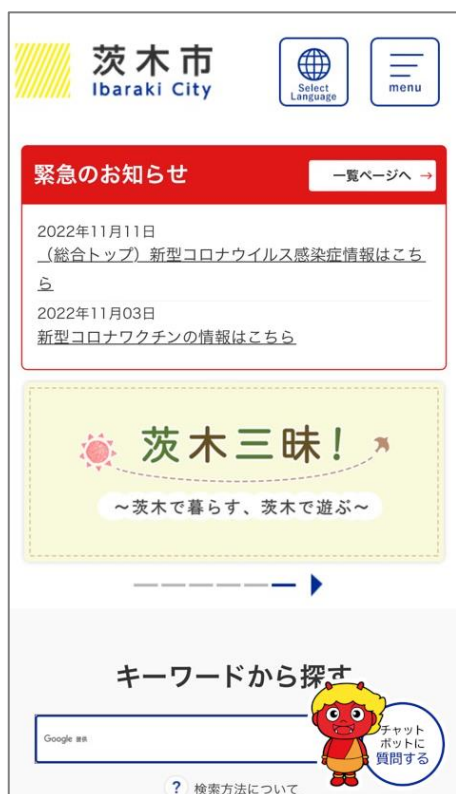 茨木市
Ibaraki City
Select
Language
menu
緊急のお知らせ
一覧ページへ →
2022年11月11日
（総合トップ）新型コロナウイルス感染症情報はこち
ら
2022年11月03日
新型コロナワクチンの情報はこちら
茨木三昧！
～茨木で暮らす、茨木で遊ぶ～
キーワードから探す
Google 提供
チャット
ボットに
質問する
? 検索方法について